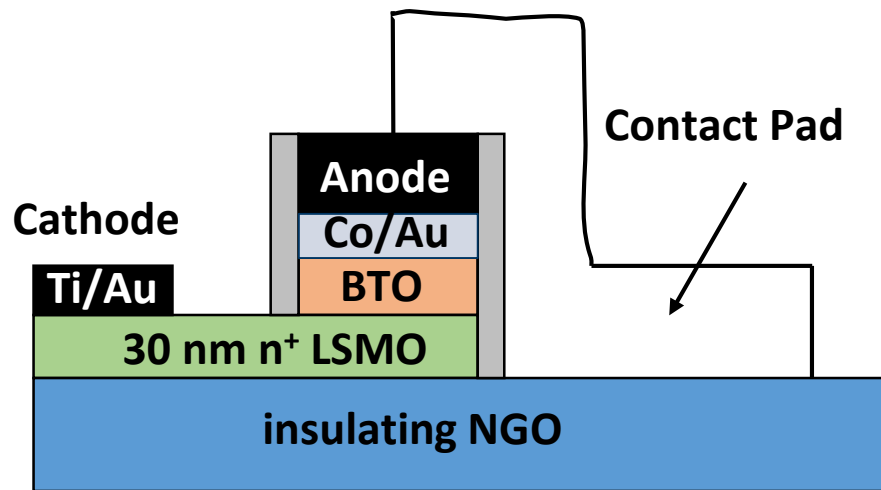 Contact Pad
Anode
Cathode
Co/Au
Ti/Au
BTO
30 nm n⁺ LSMO
insulating NGO